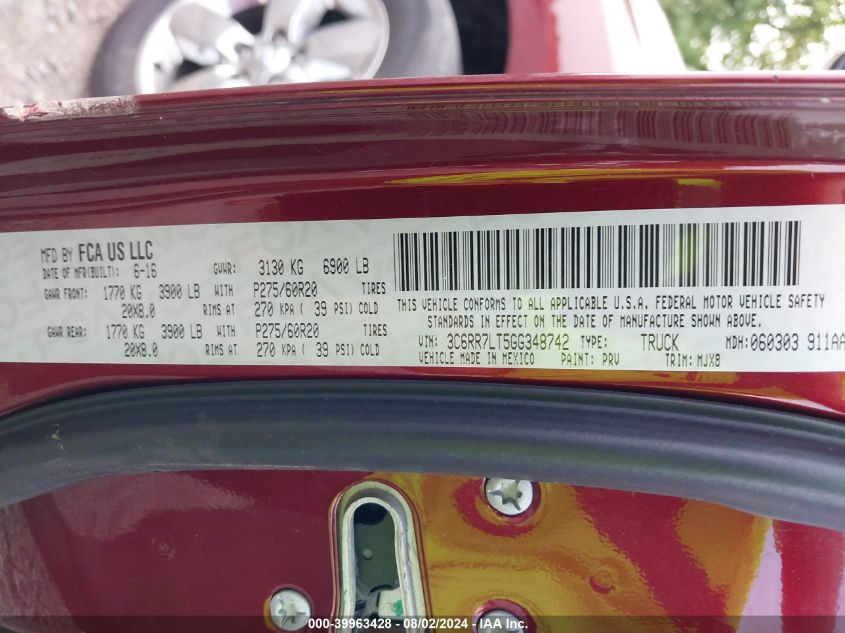 MFD BY FCA US LLC
DATE OF MFR(BUILT): 6-16 GVWR: 3130 KG 6900 LB
GAWR FRONT: 1770 KG 3900 LB WITH P275/60R20 TIRES
20X8.0 RIMS AT 270 KPA ( 39 PSI) COLD
GAWR REAR: 1770 KG 3900 LB WITH P275/60R20 TIRES
20X8.0 RIMS AT 270 KPA ( 39 PSI) COLD
THIS VEHICLE CONFORMS TO ALL APPLICABLE U.S.A. FEDERAL MOTOR VEHICLE SAFETY
STANDARDS IN EFFECT ON THE DATE OF MANUFACTURE SHOWN ABOVE.
VIN: 3C6RR7LT5GG348742 TYPE: TRUCK MDH:060303 911AA
VEHICLE MADE IN MEXICO PAINT: PRV TRIM: MJX8
000-39963428 - 08/02/2024 - IAA Inc.